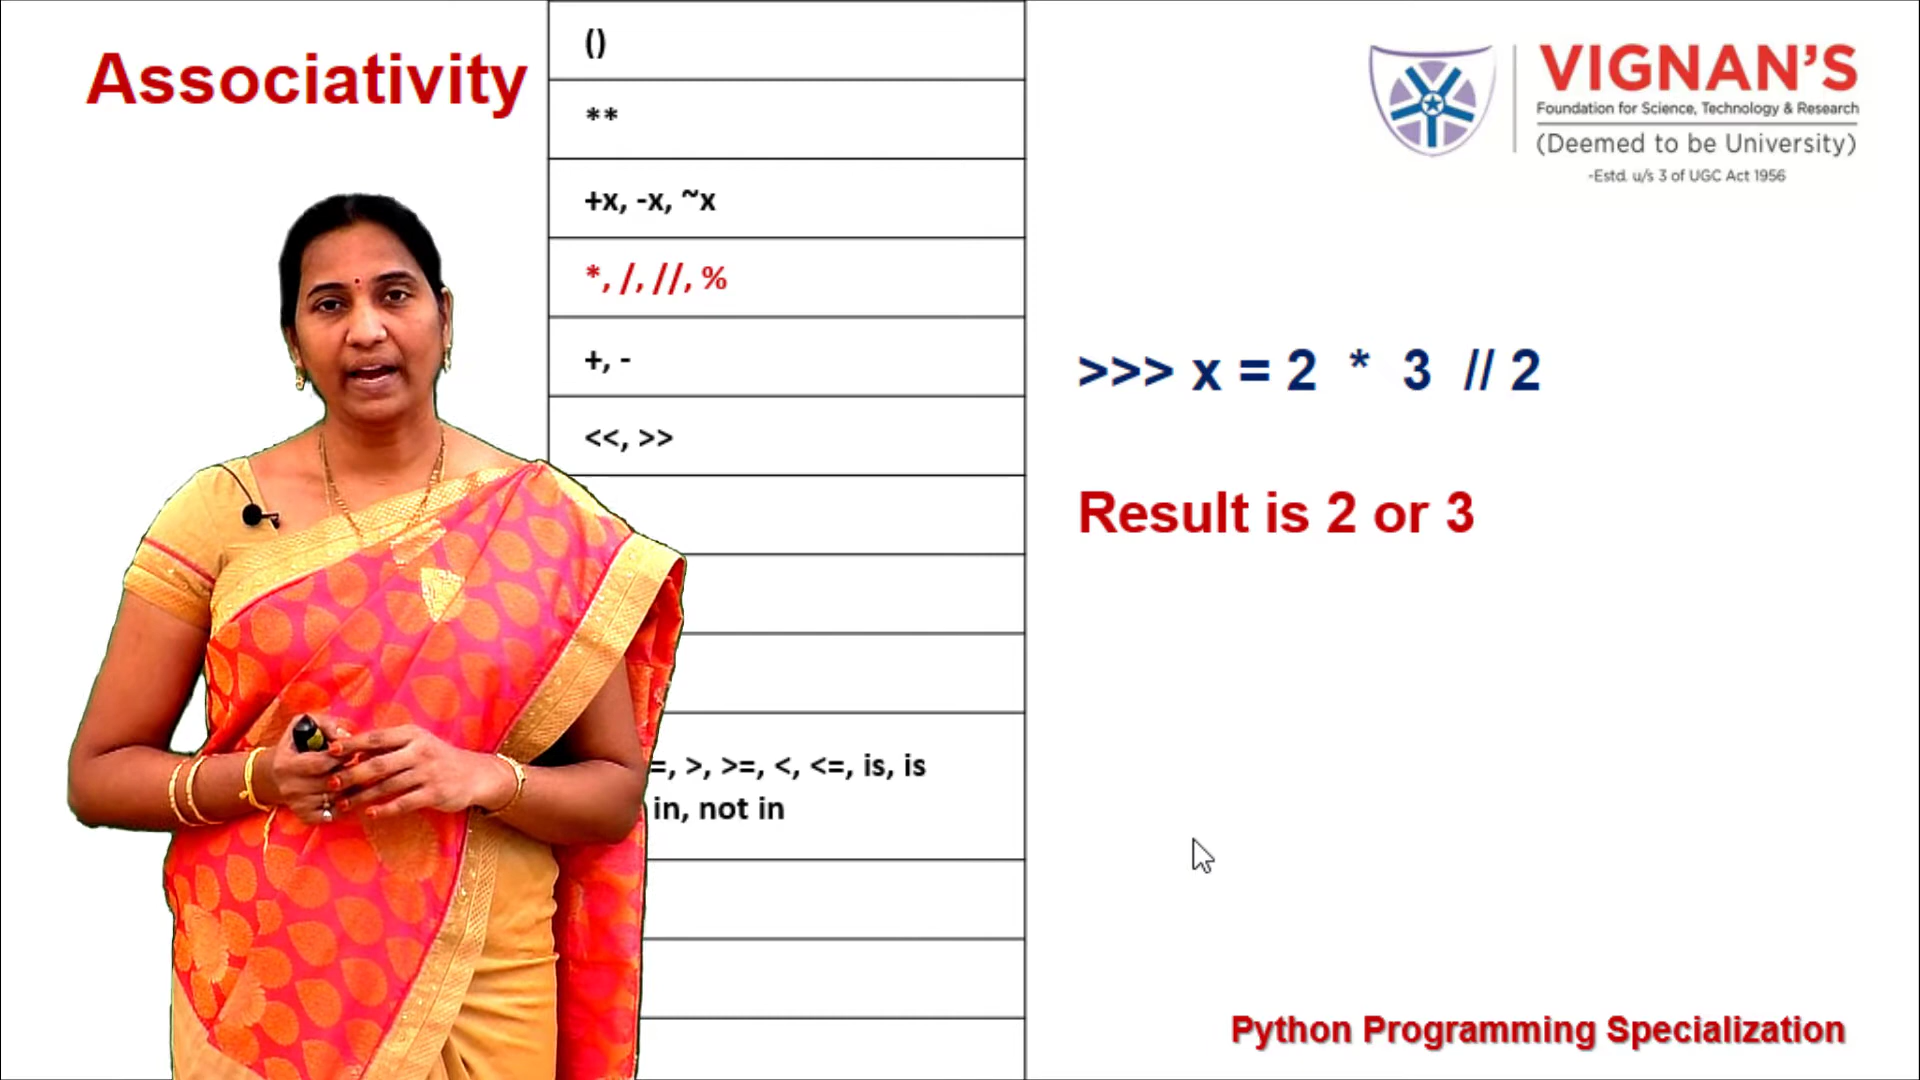 Associativity
()
**
+x, -x, ~x
*, /, //, %
+, -
<<, >>
=, >, >=, <, <=, is, is
in, not in
VIGNAN'S
Foundation for Science, Technology & Research
(Deemed to be University)
-Estd. u/s 3 of UGC Act 1956
>>> x = 2 * 3 // 2
Result is 2 or 3
Python Programming Specialization